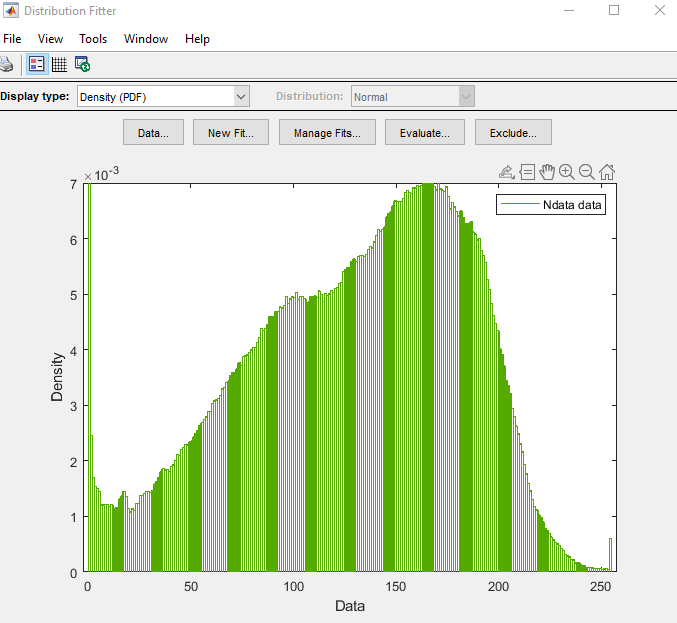 Distribution Fitter
File View Tools Window Help
Display type: Density (PDF) Distribution: Normal
Data... New Fit... Manage Fits... Evaluate... Exclude...
×10⁻³
Ndata data
7
6
5
4
3
2
1
0
Density
0 50 100 150 200 250
Data